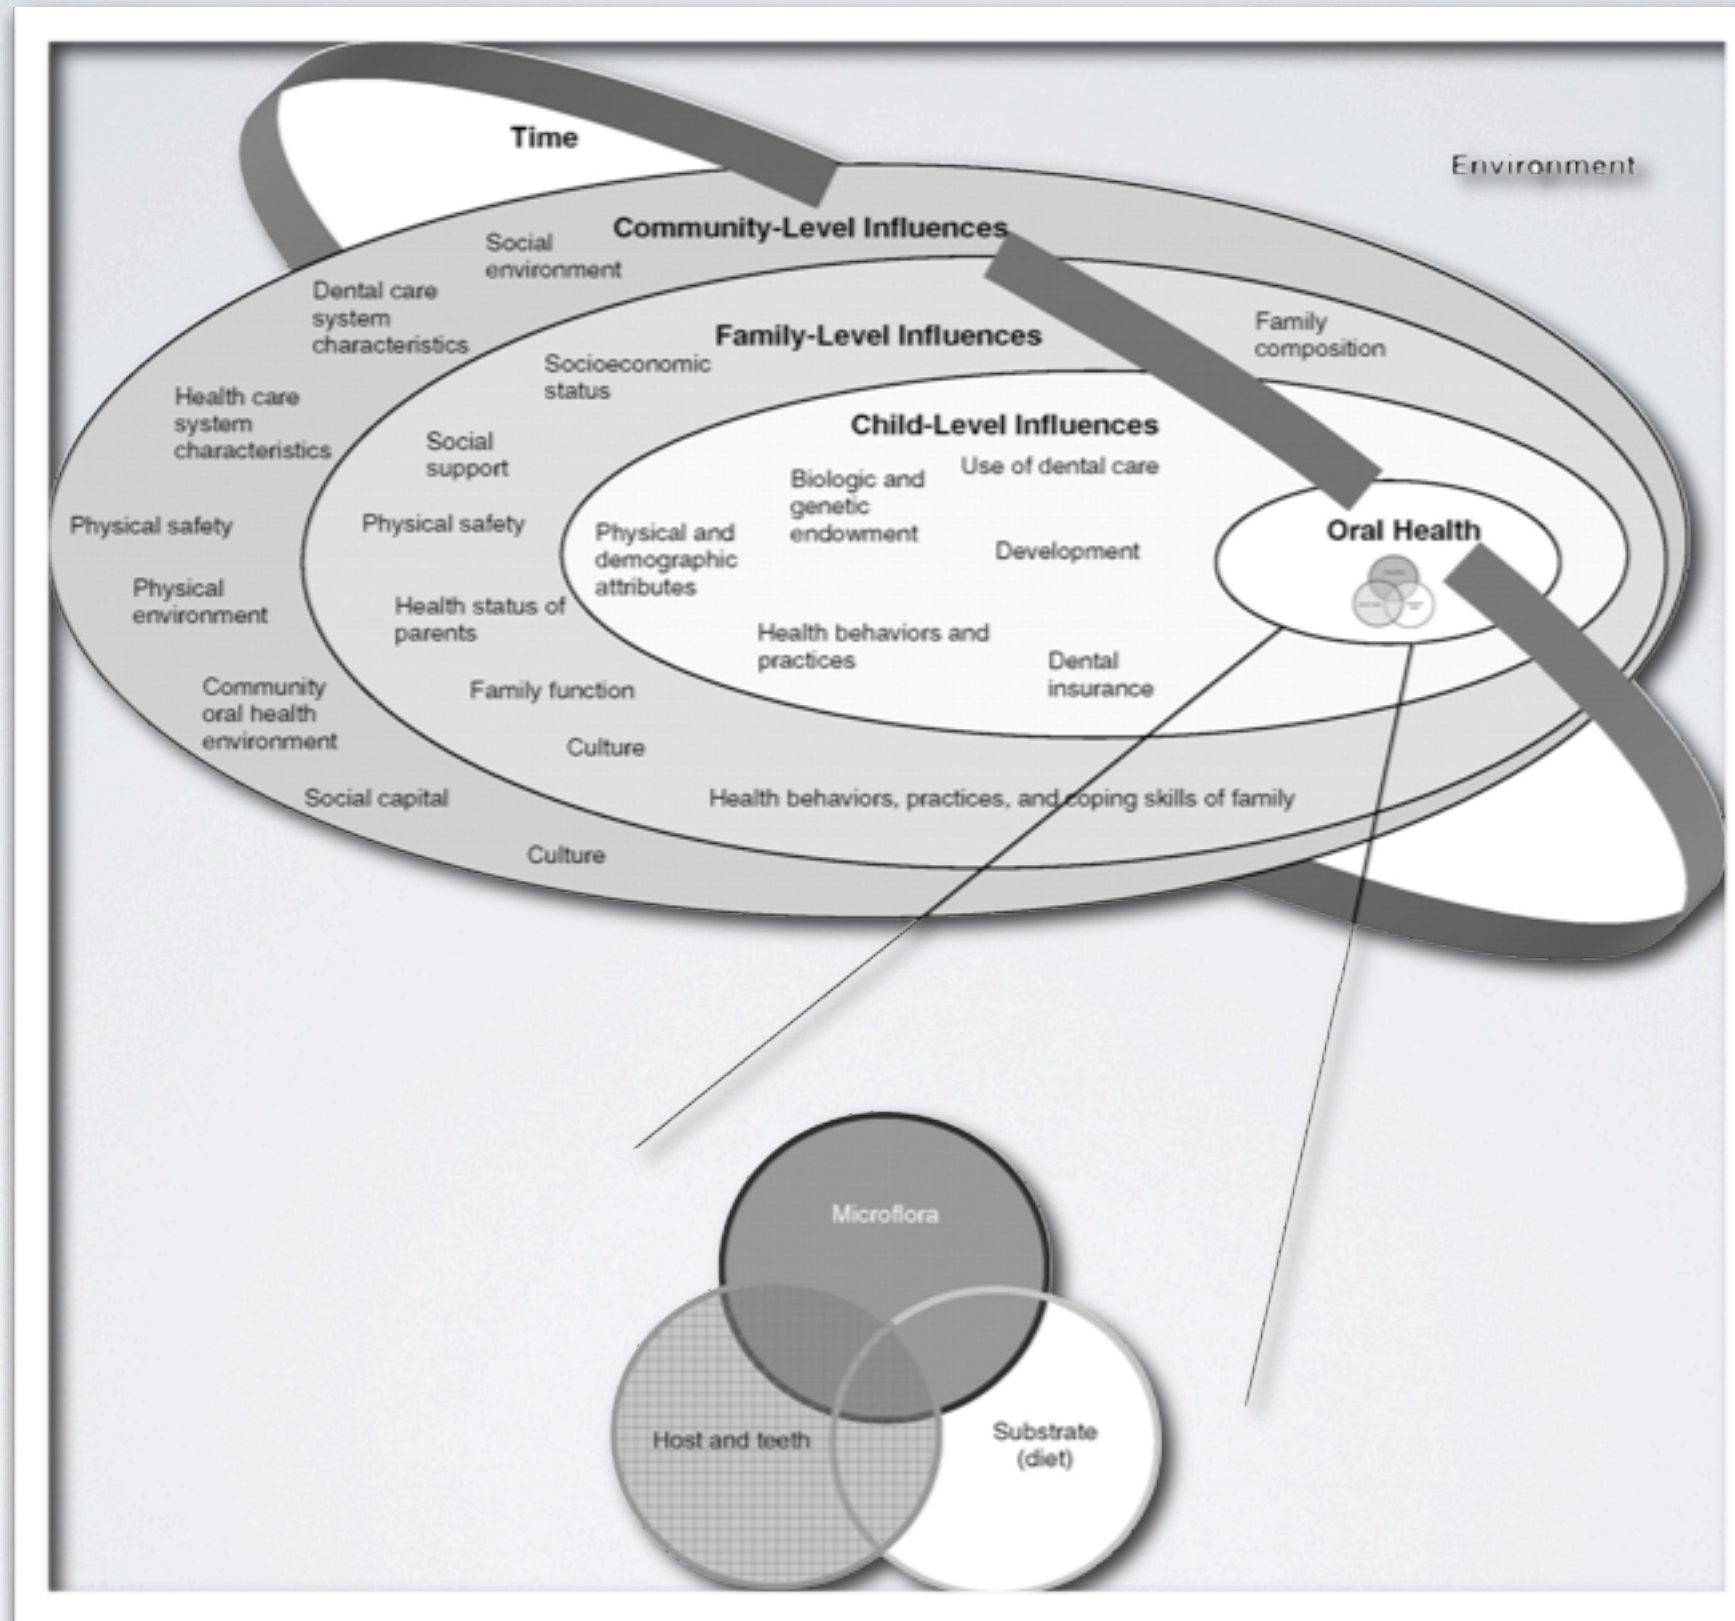 Time
Environment
Community-Level Influences
Social
environment
Dental care
system
characteristics
Health care
system
characteristics
Physical safety
Physical
environment
Community
oral health
environment
Social capital
Culture
Family-Level Influences
Family
composition
Socioeconomic
status
Social
support
Physical safety
Health status of
parents
Family function
Culture
Health behaviors, practices, and coping skills of family
Child-Level Influences
Use of dental care
Biologic and
genetic
endowment
Physical and
demographic
attributes
Development
Health behaviors and
practices
Dental
insurance
Oral Health
Microflora
Host and teeth
Substrate
(diet)